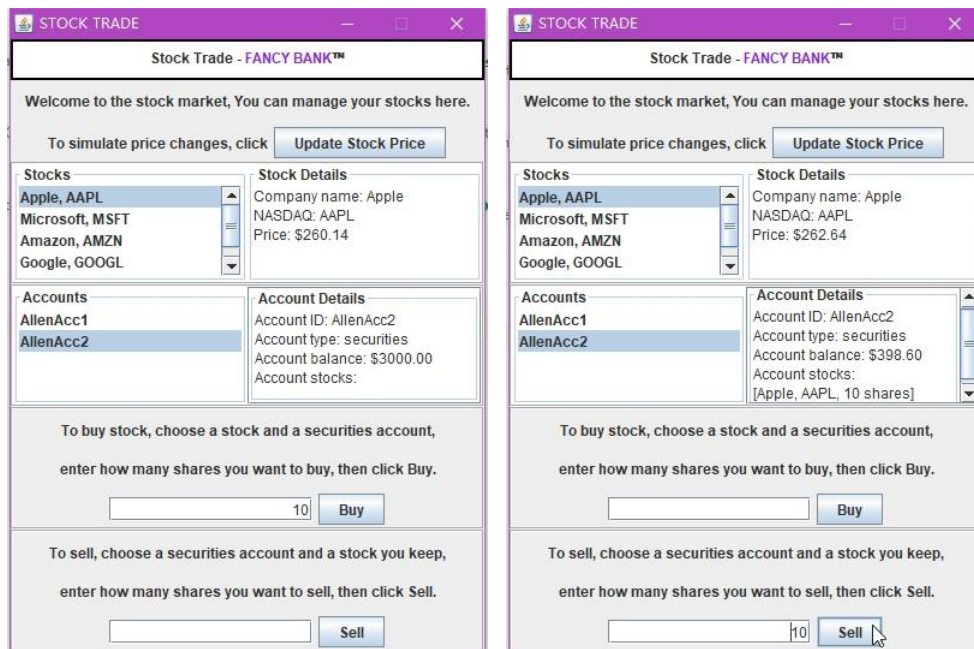 STOCK TRADE
Stock Trade - FANCY BANK™
Welcome to the stock market, You can manage your stocks here.
To simulate price changes, click Update Stock Price
Stocks
Apple, AAPL
Microsoft, MSFT
Amazon, AMZN
Google, GOOGL
Stock Details
Company name: Apple
NASDAQ: AAPL
Price: $260.14
Accounts
AllenAcc1
AllenAcc2
Account Details
Account ID: AllenAcc2
Account type: securities
Account balance: $3000.00
Account stocks:
To buy stock, choose a stock and a securities account,
enter how many shares you want to buy, then click Buy.
10 Buy
To sell, choose a securities account and a stock you keep,
enter how many shares you want to sell, then click Sell.
Sell
STOCK TRADE
Stock Trade - FANCY BANK™
Welcome to the stock market, You can manage your stocks here.
To simulate price changes, click Update Stock Price
Stocks
Apple, AAPL
Microsoft, MSFT
Amazon, AMZN
Google, GOOGL
Stock Details
Company name: Apple
NASDAQ: AAPL
Price: $262.64
Accounts
AllenAcc1
AllenAcc2
Account Details
Account ID: AllenAcc2
Account type: securities
Account balance: $398.60
Account stocks:
[Apple, AAPL, 10 shares]
To buy stock, choose a stock and a securities account,
enter how many shares you want to buy, then click Buy.
Buy
To sell, choose a securities account and a stock you keep,
enter how many shares you want to sell, then click Sell.
10 Sell